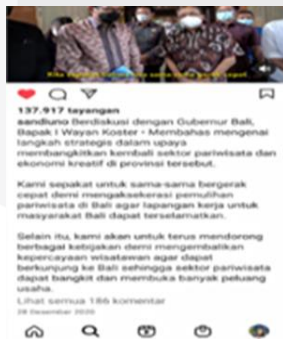 137.917 tayangan
sandiuno Berdiskusi dengan Gubernur Bali,
Bapak I Wayan Koster - Membahas mengenai
langkah strategis dalam upaya
membangkitkan kembali sektor pariwisata dan
ekonomi kreatif di provinsi tersebut.
Kami sepakat untuk sama-sama bergerak
cepat demi mengakselerasi pemulihan
pariwisata di Bali agar lapangan kerja untuk
masyarakat Bali dapat terselamatkan.
Selain itu, kami akan untuk terus mendorong
berbagai kebijakan demi mengembalikan
kepercayaan wisatawan agar dapat
berkunjung ke Bali sehingga sektor pariwisata
dapat bangkit dan membuka banyak peluang
usaha.
Lihat semua 186 komentar
28 Desember 2020